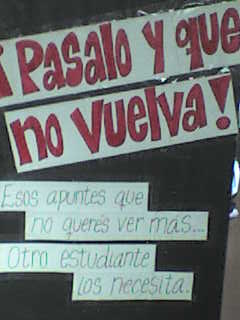 ¡Pasalo y que
no vuelva!
Esos apuntes que
no querés ver más...
Otro estudiante
los necesita.